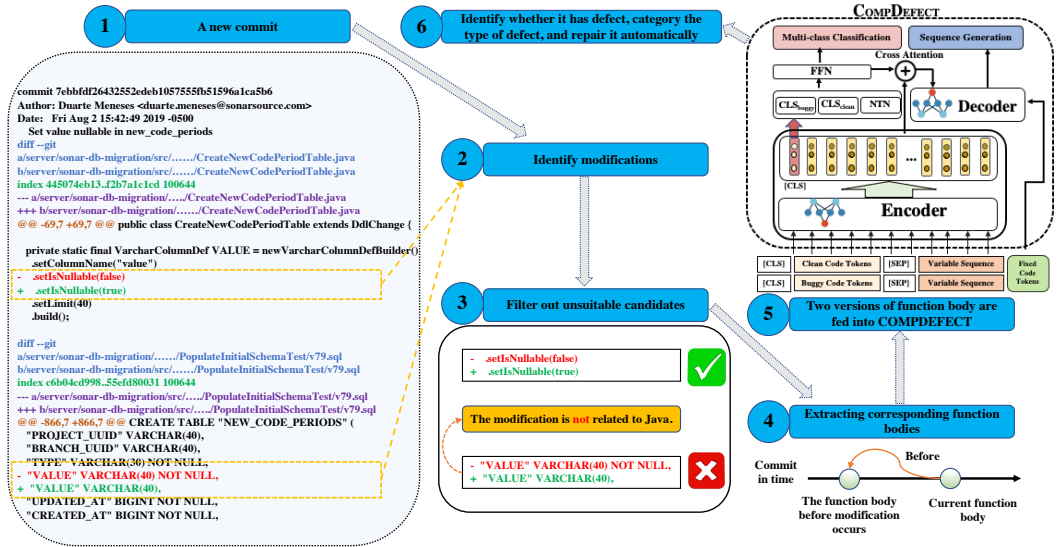 1
A new commit
commit 7ebbfdf26432552edeb1057555fb51596a1ca5b6
Author: Duarte Meneses <duarte.meneses@sonarsource.com>
Date: Fri Aug 2 15:42:49 2019 -0500
Set value nullable in new_code_periods
diff --git
a/server/sonar-db-migration/src/……/CreateNewCodePeriodTable.java
b/server/sonar-db-migration/src/……/CreateNewCodePeriodTable.java
index 445074eb13..f2b7a1c1cd 100644
--- a/server/sonar-db-migration/src/…../CreateNewCodePeriodTable.java
+++ b/server/sonar-db-migration/src/……/CreateNewCodePeriodTable.java
@@ -69,7 +69,7 @@ public class CreateNewCodePeriodTable extends DdlChange {
private static final VarcharColumnDef VALUE = newVarcharColumnDefBuilder()
.setColumnName("value")
- .setIsNullable(false)
+ .setIsNullable(true)
.setLimit(40)
.build();
diff --git
a/server/sonar-db-migration/……/PopulateInitialSchemaTest/v79.sql
b/server/sonar-db-migration/……/PopulateInitialSchemaTest/v79.sql
index c6b04cd998..55efd80031 100644
--- a/server/sonar-db-migration/src/…../PopulateInitialSchemaTest/v79.sql
+++ b/server/sonar-db-migration/src/…../PopulateInitialSchemaTest/v79.sql
@@ -866,7 +866,7 @@ CREATE TABLE "NEW_CODE_PERIODS" (
"PROJECT_UUID" VARCHAR(40),
"BRANCH_UUID" VARCHAR(40),
"TYPE" VARCHAR(30) NOT NULL,
- "VALUE" VARCHAR(40) NOT NULL,
+ "VALUE" VARCHAR(40),
"UPDATED_AT" BIGINT NOT NULL,
"CREATED_AT" BIGINT NOT NULL,
2
Identify modifications
3
Filter out unsuitable candidates
- .setIsNullable(false)
+ .setIsNullable(true)
The modification is not related to Java.
- "VALUE" VARCHAR(40) NOT NULL,
+ "VALUE" VARCHAR(40),
4
Extracting corresponding function
bodies
Commit
in time
Before
The function body
before modification
occurs
Current function
body
5
Two versions of function body are
fed into COMPDEFECT
6
Identify whether it has defect, category the
type of defect, and repair it automatically
COMPDEFECT
Multi-class Classification
Sequence Generation
Cross Attention
FFN
+
CLSbuggy
CLSclean
NTN
Decoder
...
[CLS]
Encoder
[CLS] Clean Code Tokens [SEP] Variable Sequence
[CLS] Buggy Code Tokens [SEP] Variable Sequence
Fixed
Code
Tokens